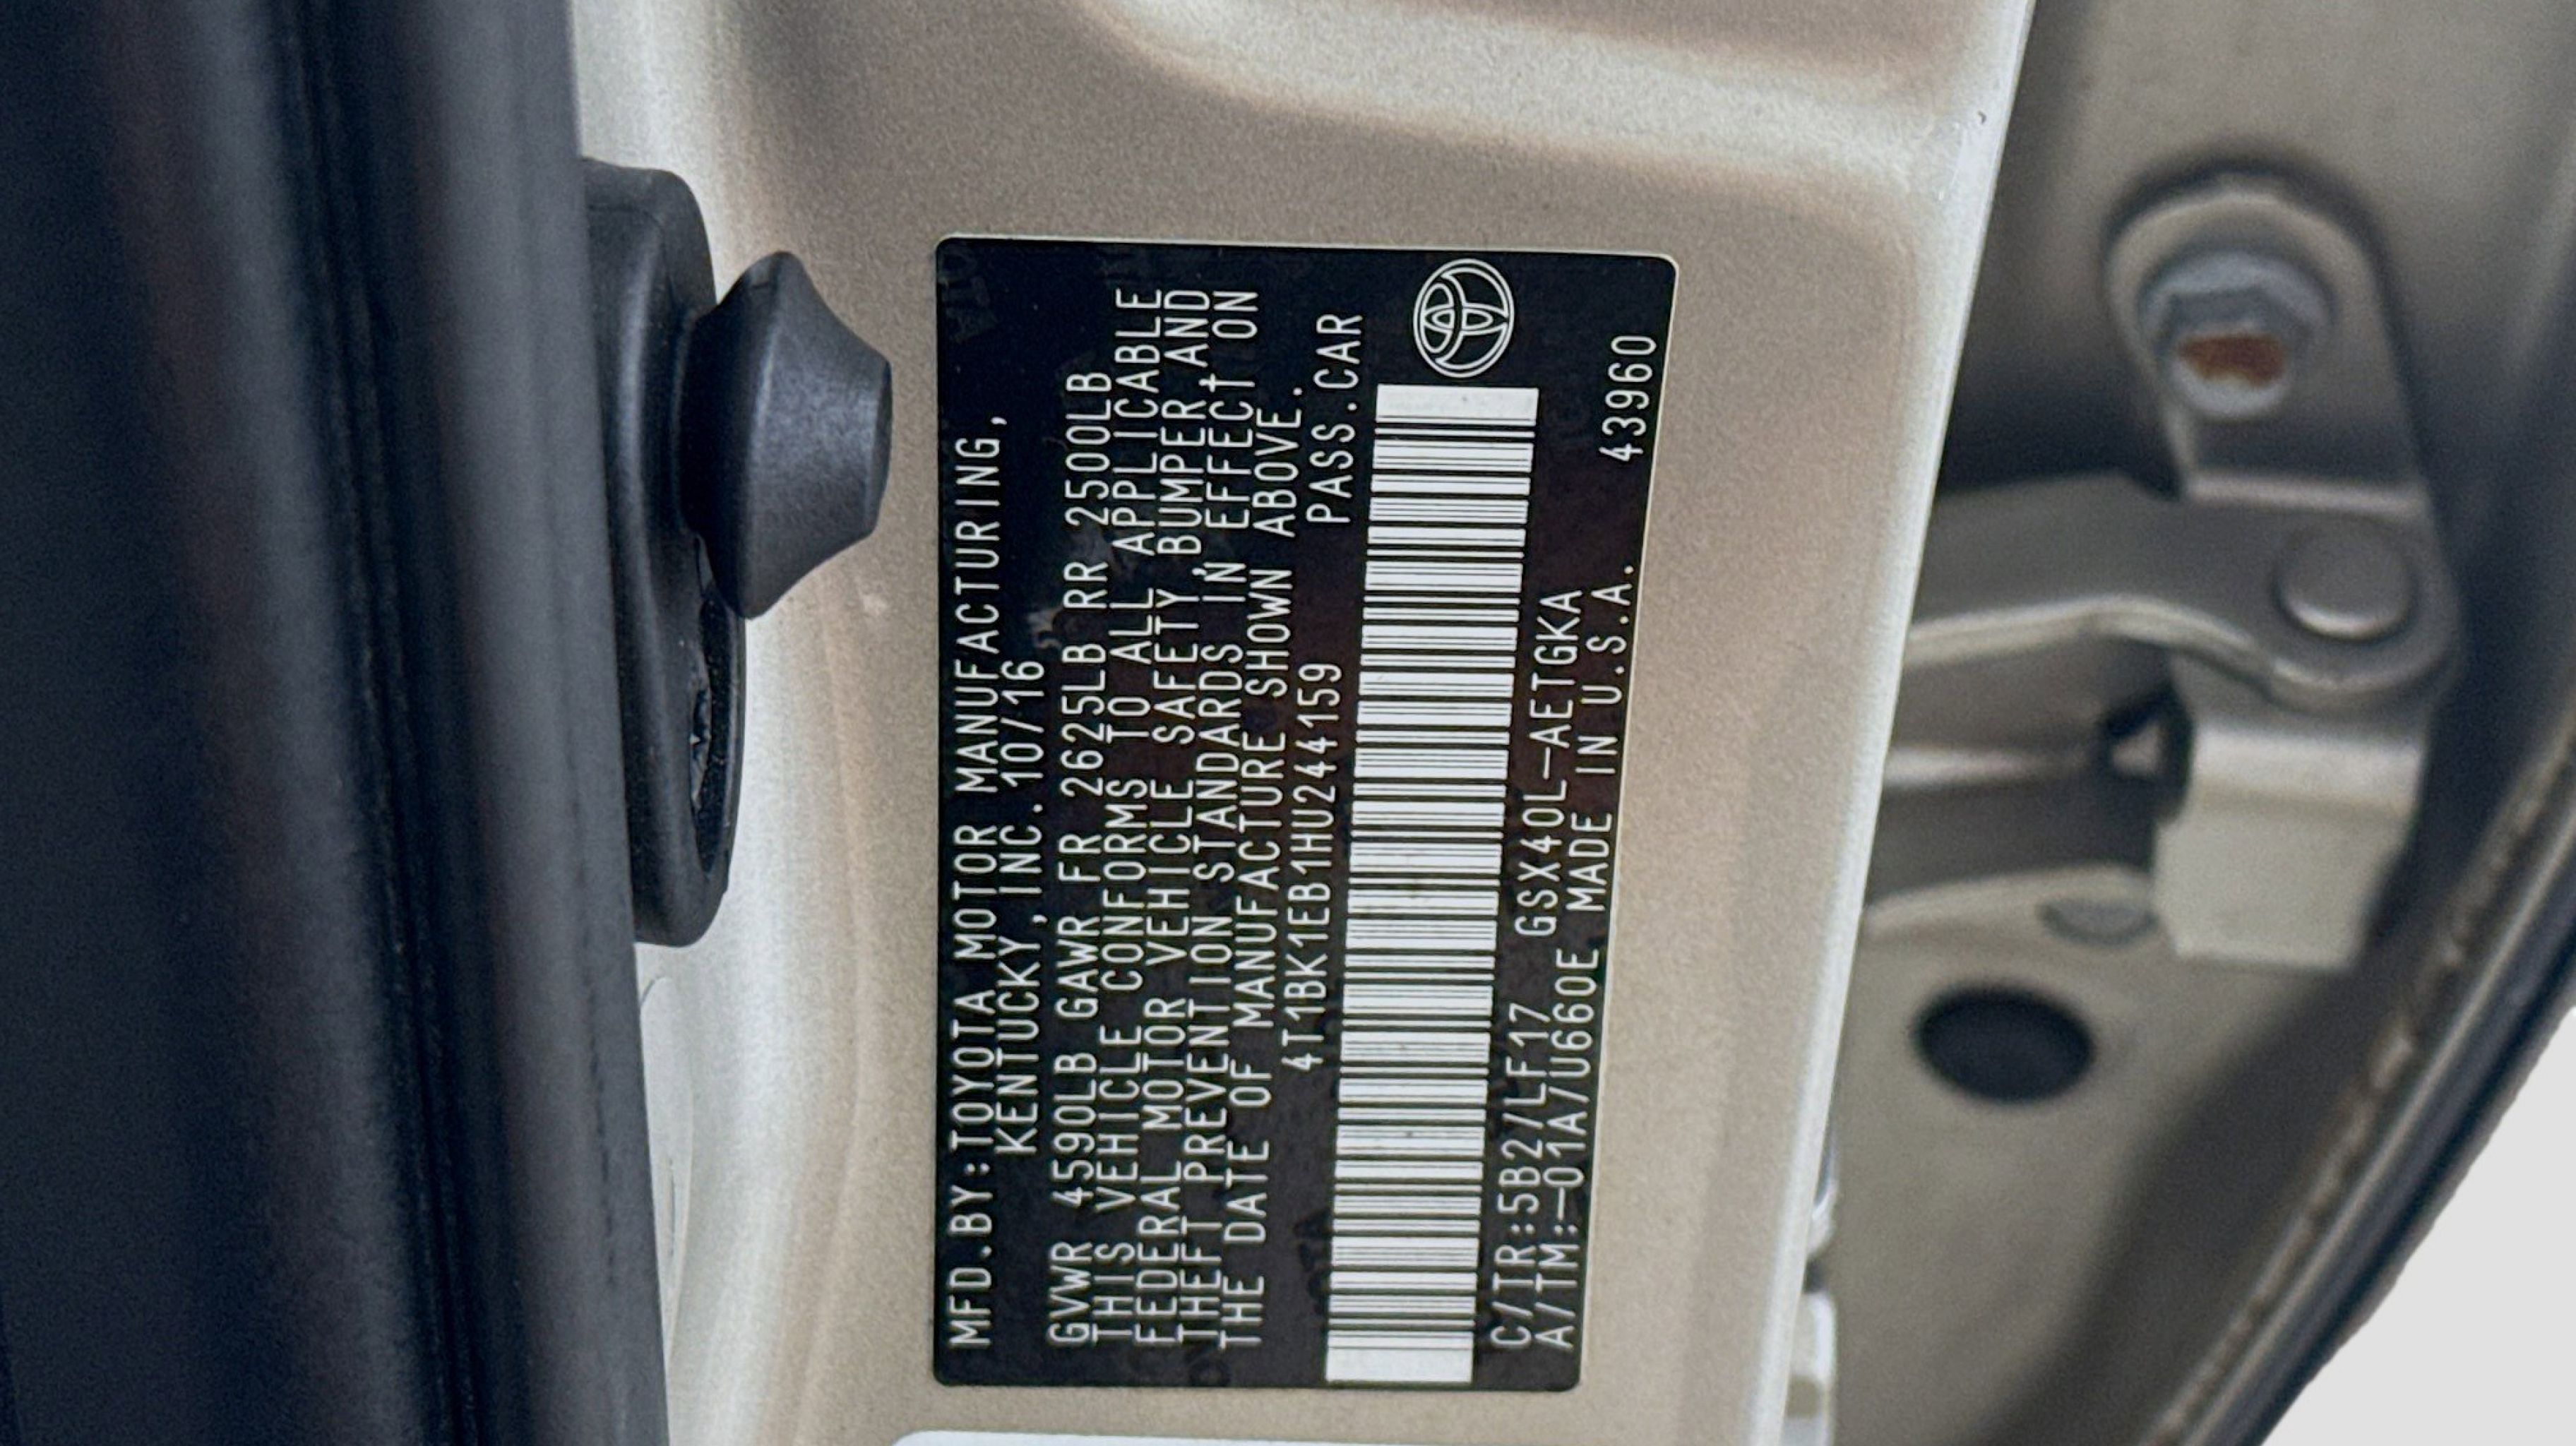 MFD.BY:TOYOTA MOTOR MANUFACTURING,
KENTUCKY,INC.10/16
GVWR 4590LB GAWR FR 2625LB RR 2500LB
THIS VEHICLE CONFORMS TO ALL APPLICABLE
FEDERAL MOTOR VEHICLE SAFETY,BUMPER,AND
THEFT PREVENTION STANDARDS IN EFFECT ON
THE DATE OF MANUFACTURE SHOWN ABOVE.
4T1BK1EB1HU244159 PASS.CAR
C/TR:5B27/LF17 GSX40L-AETGKA
A/TM:-01A/U660E MADE IN U.S.A. 43960